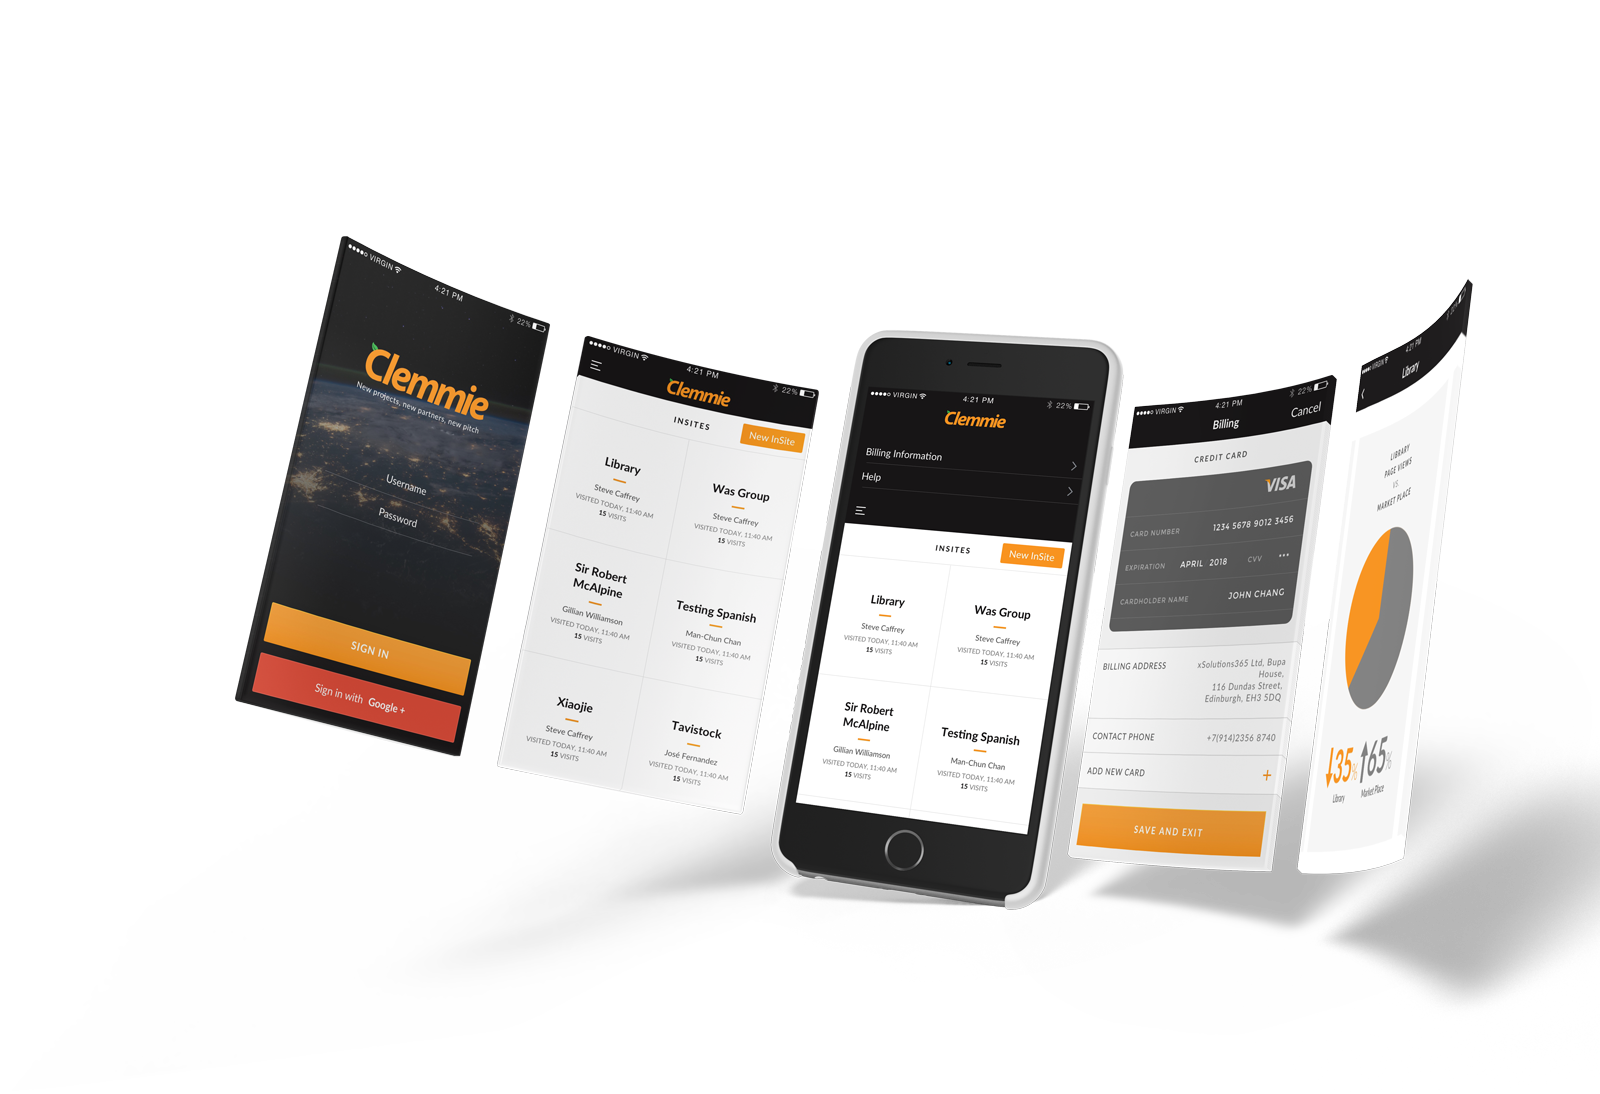 VIRGIN
4:21 PM
22%
Clemmie
New projects, new partners, new pitch
Username
Password
SIGN IN
Sign in with Google +
VIRGIN
4:21 PM
22%
Clemmie
INSITES
New InSite
Library
Steve Caffrey
VISITED TODAY, 11:40 AM
15 VISITS
Was Group
Steve Caffrey
VISITED TODAY, 11:40 AM
15 VISITS
Sir Robert
McAlpine
Gillian Williamson
VISITED TODAY, 11:40 AM
15 VISITS
Testing Spanish
Man-Chun Chan
VISITED TODAY, 11:40 AM
15 VISITS
Xiaojie
Steve Caffrey
VISITED TODAY, 11:40 AM
15 VISITS
Tavistock
José Fernandez
VISITED TODAY, 11:40 AM
15 VISITS
VIRGIN
4:21 PM
22%
Clemmie
Billing Information
Help
INSITES
New InSite
Library
Steve Caffrey
VISITED TODAY, 11:40 AM
15 VISITS
Was Group
Steve Caffrey
VISITED TODAY, 11:40 AM
15 VISITS
Sir Robert
McAlpine
Gillian Williamson
VISITED TODAY, 11:40 AM
15 VISITS
Testing Spanish
Man-Chun Chan
VISITED TODAY, 11:40 AM
15 VISITS
VIRGIN
4:21 PM
22%
Billing
Cancel
CREDIT CARD
VISA
CARD NUMBER 1234 5678 9012 3456
EXPIRATION APRIL 2018 CVV ***
CARDHOLDER NAME JOHN CHANG
BILLING ADDRESS xSolutions365 Ltd, Bupa
House,
116 Dundas Street,
Edinburgh, EH3 5DQ
CONTACT PHONE +7(914)2356 8740
ADD NEW CARD +
SAVE AND EXIT
VIRGIN
4:21 PM
22%
Library
LIBRARY
PAGE VIEWS
VS
MARKET PLACE
35%
Library
65%
Market Place